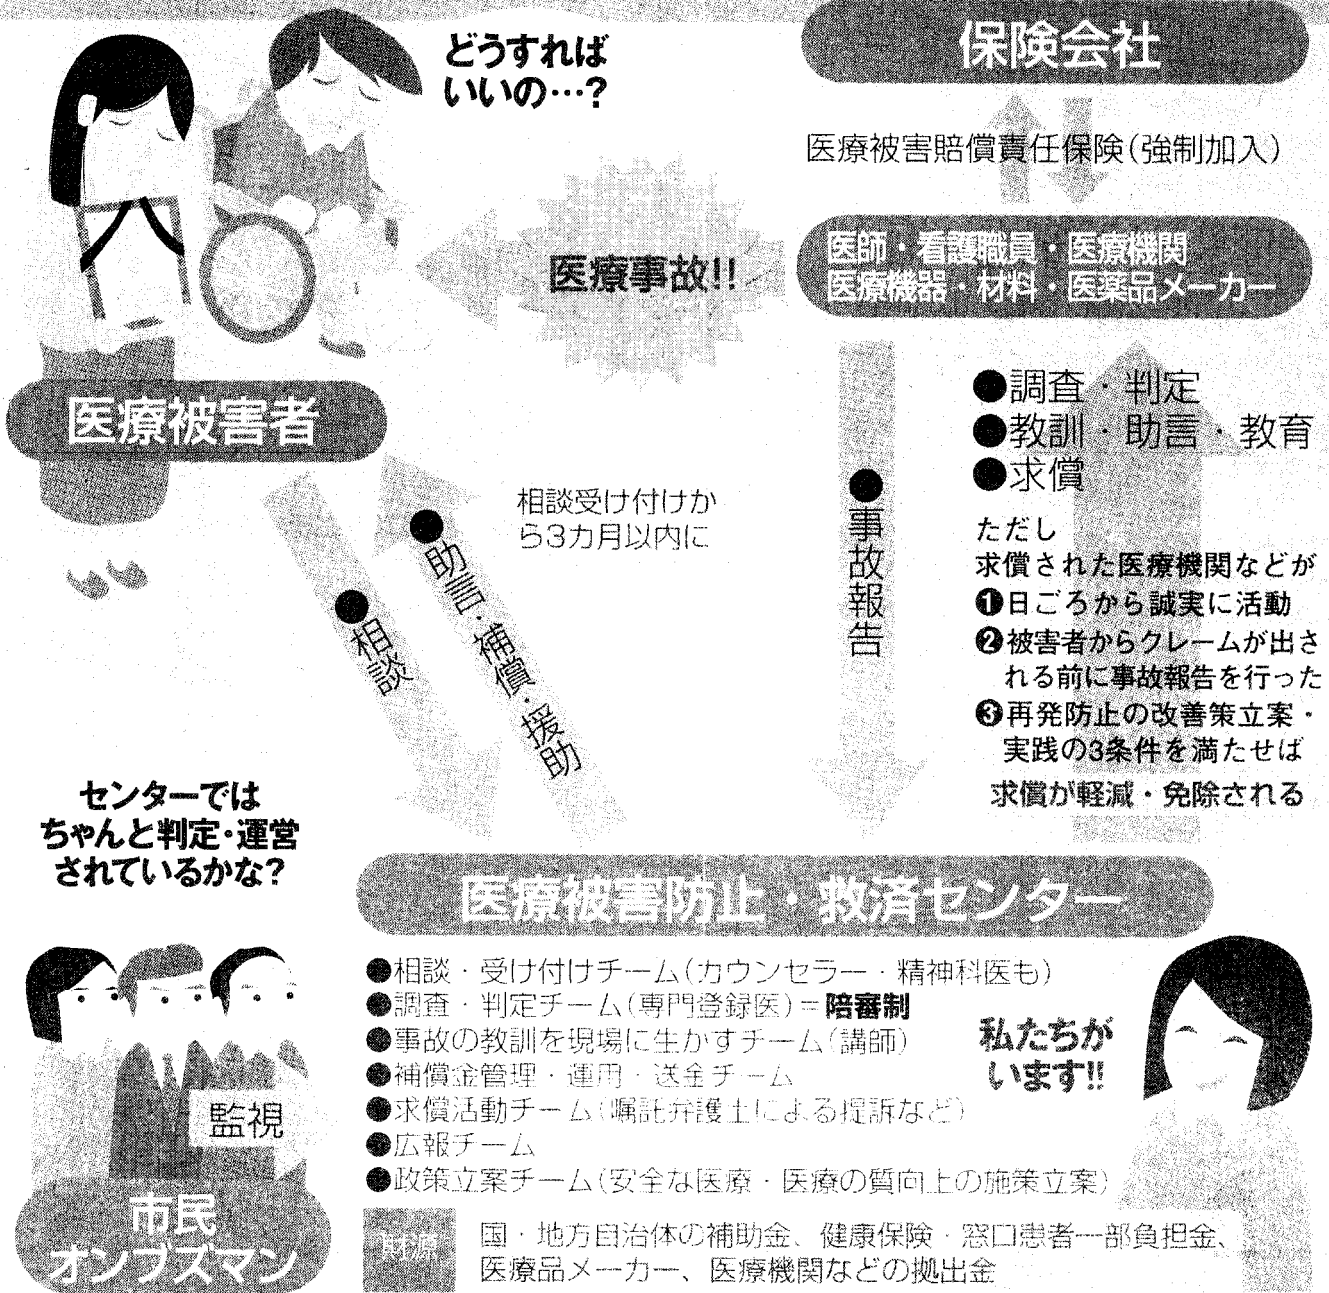 どうすれば
いいの…?
保険会社
医療被害賠償責任保険(強制加入)
医師・看護職員・医療機関
医療機器・材料・医薬品メーカー
医療事故!!
医療被害者
●調査・判定
●教訓・助言・教育
●求償
ただし
求償された医療機関などが
❶日ごろから誠実に活動
❷被害者からクレームが出さ
れる前に事故報告を行った
❸再発防止の改善策立案・
実践の3条件を満たせば
求償が軽減・免除される
●事故報告
相談受け付けか
ら3カ月以内に
●助言・補償・援助
●相談
センターでは
ちゃんと判定・運営
されているかな?
医療被害防止・救済センター
●相談・受け付けチーム(カウンセラー・精神科医も)
●調査・判定チーム(専門登録医)=陪審制
●事故の教訓を現場に生かすチーム(講師)
●補償金管理・運用・送金チーム
●求償活動チーム(嘱託弁護士による提訴など)
●広報チーム
●政策立案チーム(安全な医療・医療の質向上の施策立案)
私たちが
います!!
監視
市民
オンブズマン
財源
国・地方自治体の補助金、健康保険・窓口患者一部負担金、
医療品メーカー、医療機関などの拠出金